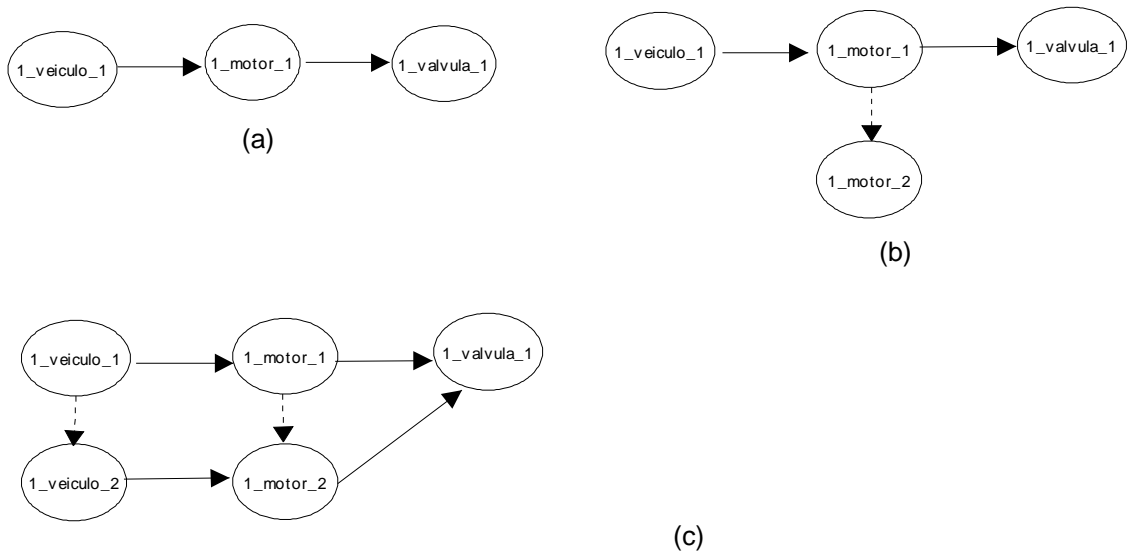 1_veiculo_1
1_motor_1
1_valvula_1
(a)
1_veiculo_1
1_motor_1
1_valvula_1
1_motor_2
(b)
1_veiculo_1
1_motor_1
1_valvula_1
1_veiculo_2
1_motor_2
(c)